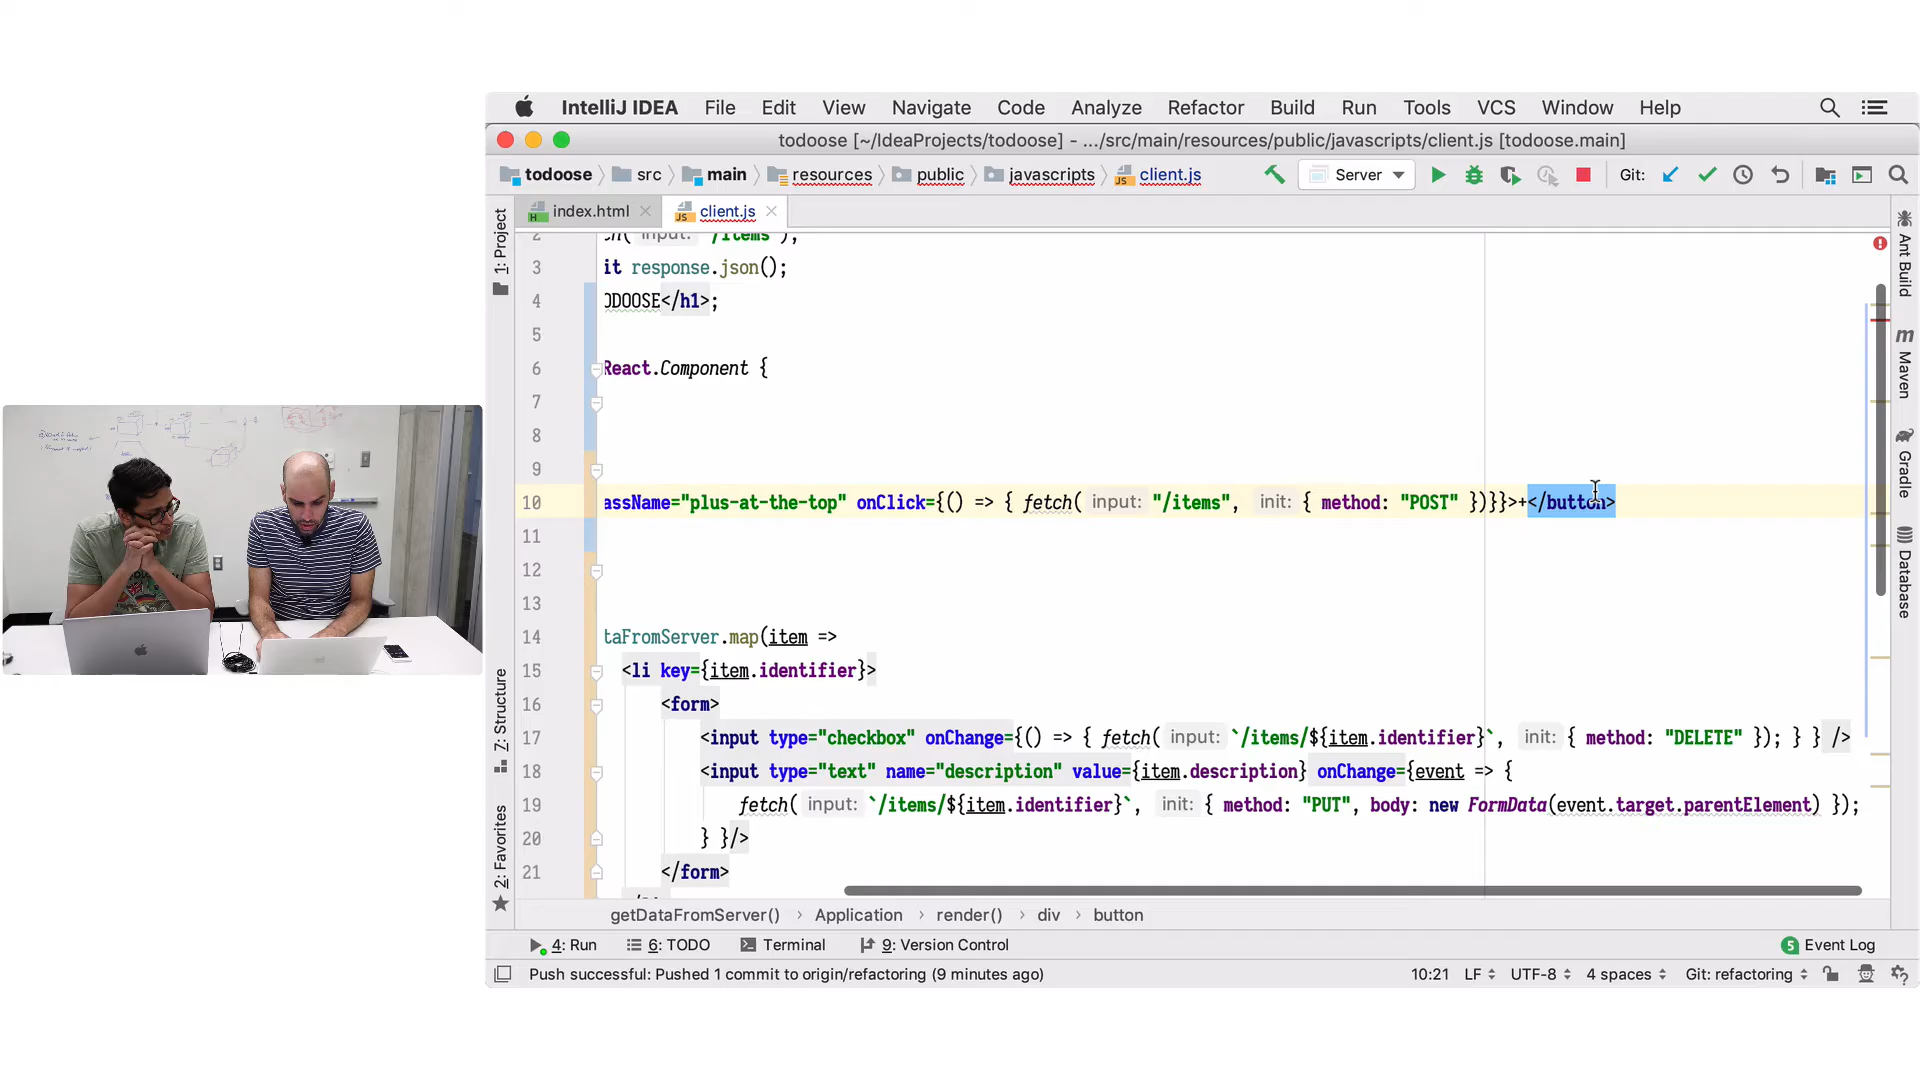 IntelliJ IDEA File Edit View Navigate Code Analyze Refactor Build Run Tools VCS Window Help
todoose [~/IdeaProjects/todoose] - .../src/main/resources/public/javascripts/client.js [todoose.main]
todoose src main resources public javascripts client.js Server Git:
index.html client.js
1: Project
7: Structure
2: Favorites
2 ch( input: "/items");
3 it response.json();
4 ODOOSE</h1>;
5
6 React.Component {
7
8
9
10 assName="plus-at-the-top" onClick={() => { fetch( input: "/items", init: { method: "POST" })}}>+</button>
11
12
13
14 taFromServer.map(item =>
15 <li key={item.identifier}>
16 <form>
17 <input type="checkbox" onChange={() => { fetch( input: `/items/${item.identifier}`, init: { method: "DELETE" }); } } />
18 <input type="text" name="description" value={item.description} onChange={event => {
19 fetch( input: `/items/${item.identifier}`, init: { method: "PUT", body: new FormData(event.target.parentElement) });
20 } }/>
21 </form>
Ant Build
Maven
Gradle
Database
getDataFromServer() › Application › render() › div › button
4: Run 6: TODO Terminal 9: Version Control 5 Event Log
Push successful: Pushed 1 commit to origin/refactoring (9 minutes ago) 10:21 LF UTF-8 4 spaces Git: refactoring